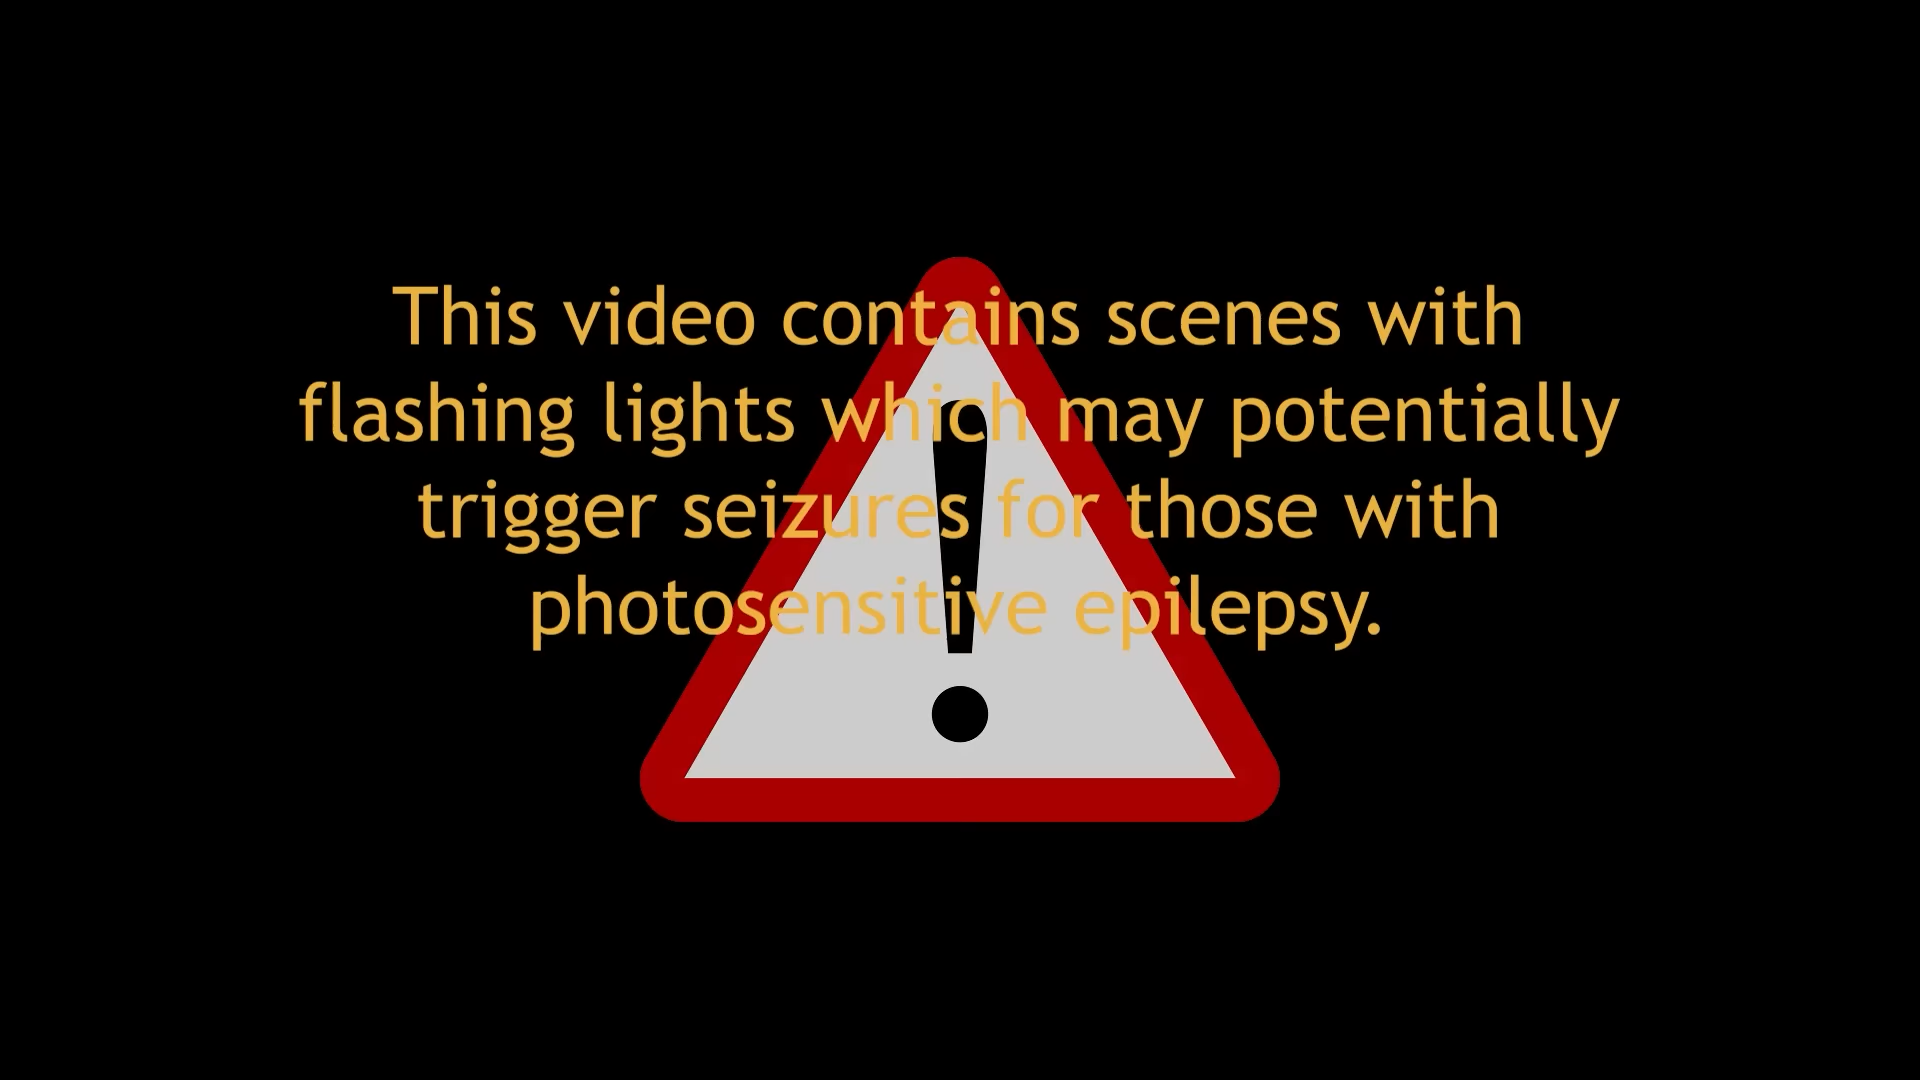 This video contains scenes with
flashing lights which may potentially
trigger seizures for those with
photosensitive epilepsy.